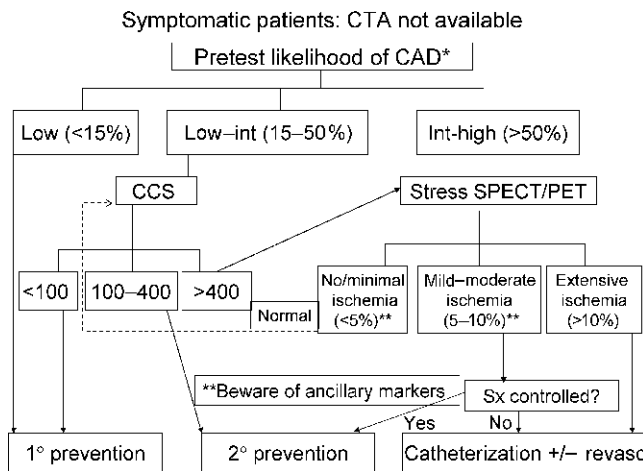 Symptomatic patients: CTA not available
Pretest likelihood of CAD*
Low (<15%)
Low–int (15–50%)
Int-high (>50%)
CCS
Stress SPECT/PET
<100
100–400
>400
Normal
No/minimal
ischemia
(<5%)**
Mild–moderate
ischemia
(5–10%)**
Extensive
ischemia
(>10%)
**Beware of ancillary markers
Sx controlled?
Yes
No
1° prevention
2° prevention
Catheterization +/– revasc